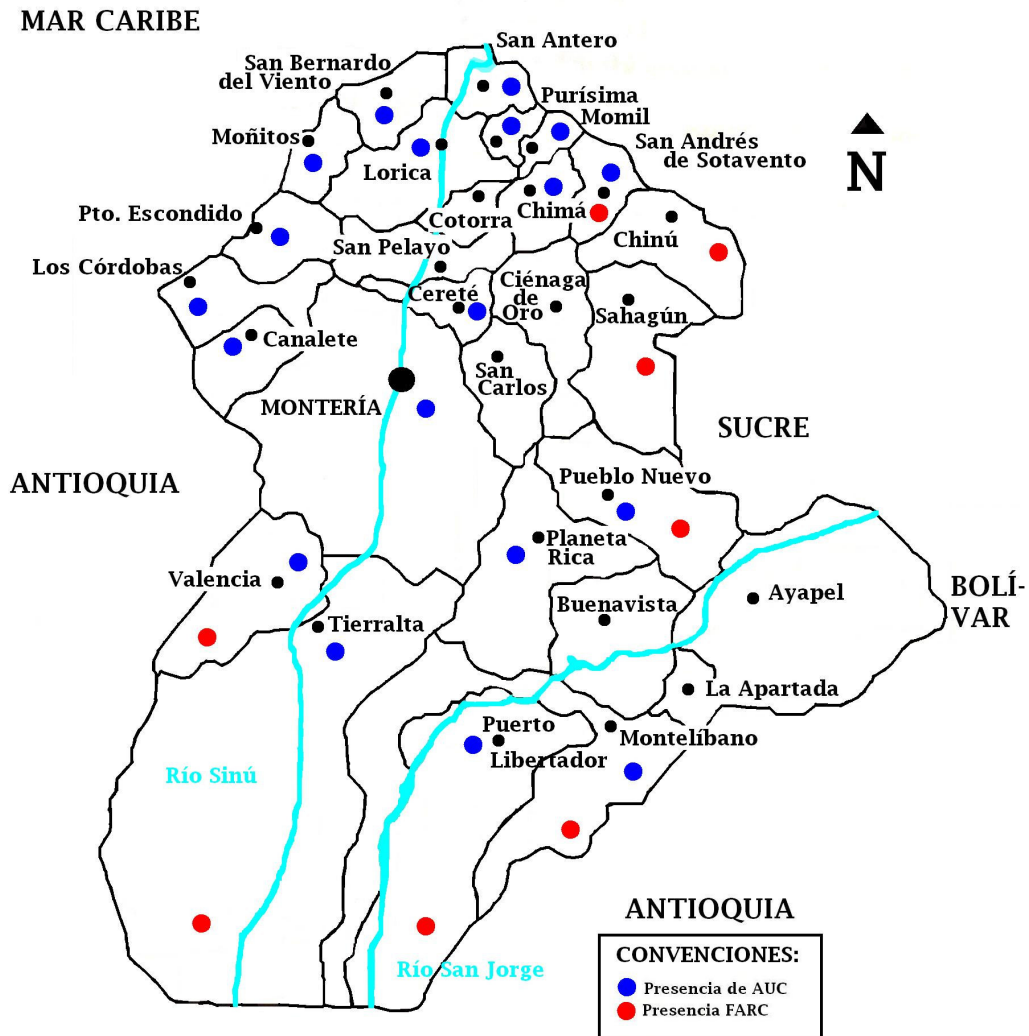 MAR CARIBE
San Antero
San Bernardo
del Viento
Purísima
Momil
Moñitos
San Andrés
de Sotavento
N
Lorica
Pto. Escondido
Cotorra
Chimá
Chinú
San Pelayo
Los Córdobas
Cereté
Ciénaga
de
Oro
Sahagún
Canalete
San
Carlos
MONTERÍA
SUCRE
ANTIOQUIA
Pueblo Nuevo
Planeta
Rica
Valencia
Buenavista
Ayapel
BOLÍ-
VAR
Tierralta
La Apartada
Puerto
Libertador
Montelíbano
Río Sinú
ANTIOQUIA
Río San Jorge
CONVENCIONES:
Presencia de AUC
Presencia FARC